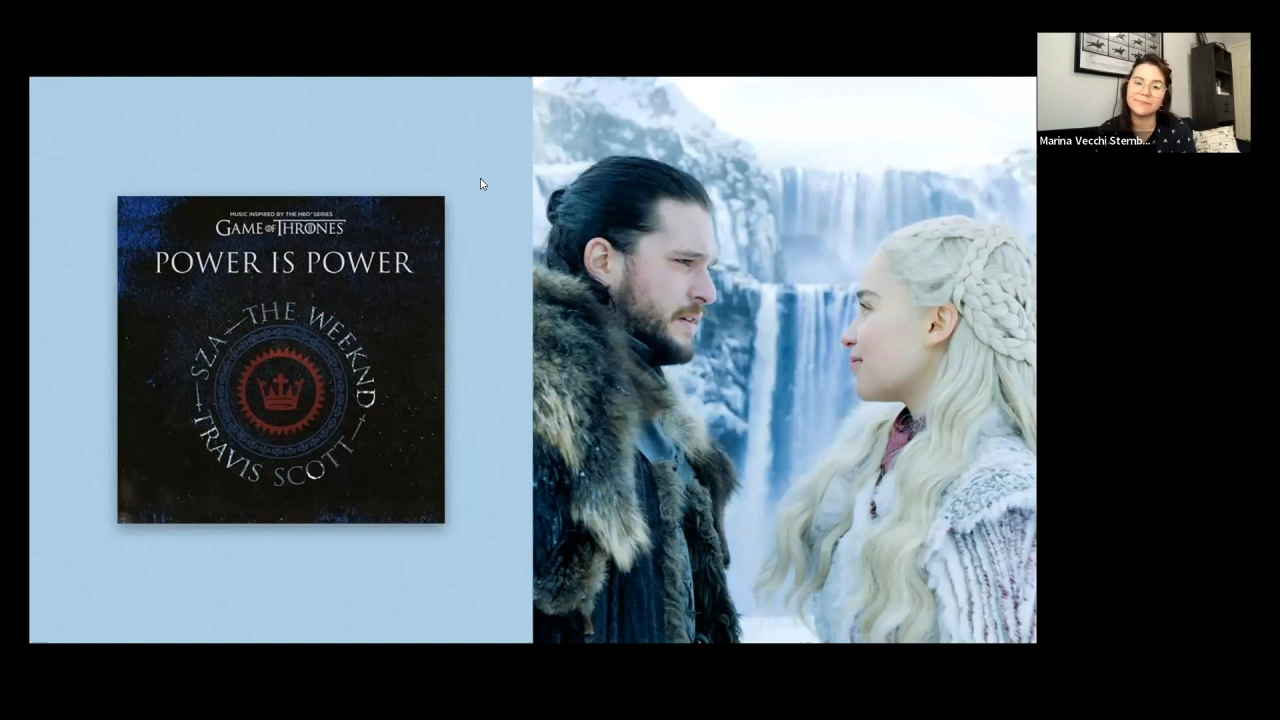 MUSIC INSPIRED BY THE HBO® SERIES
GAME OF THRONES
POWER IS POWER
SZA — THE WEEKND — TRAVIS SCOTT —
Marina Vecchi Sternb...